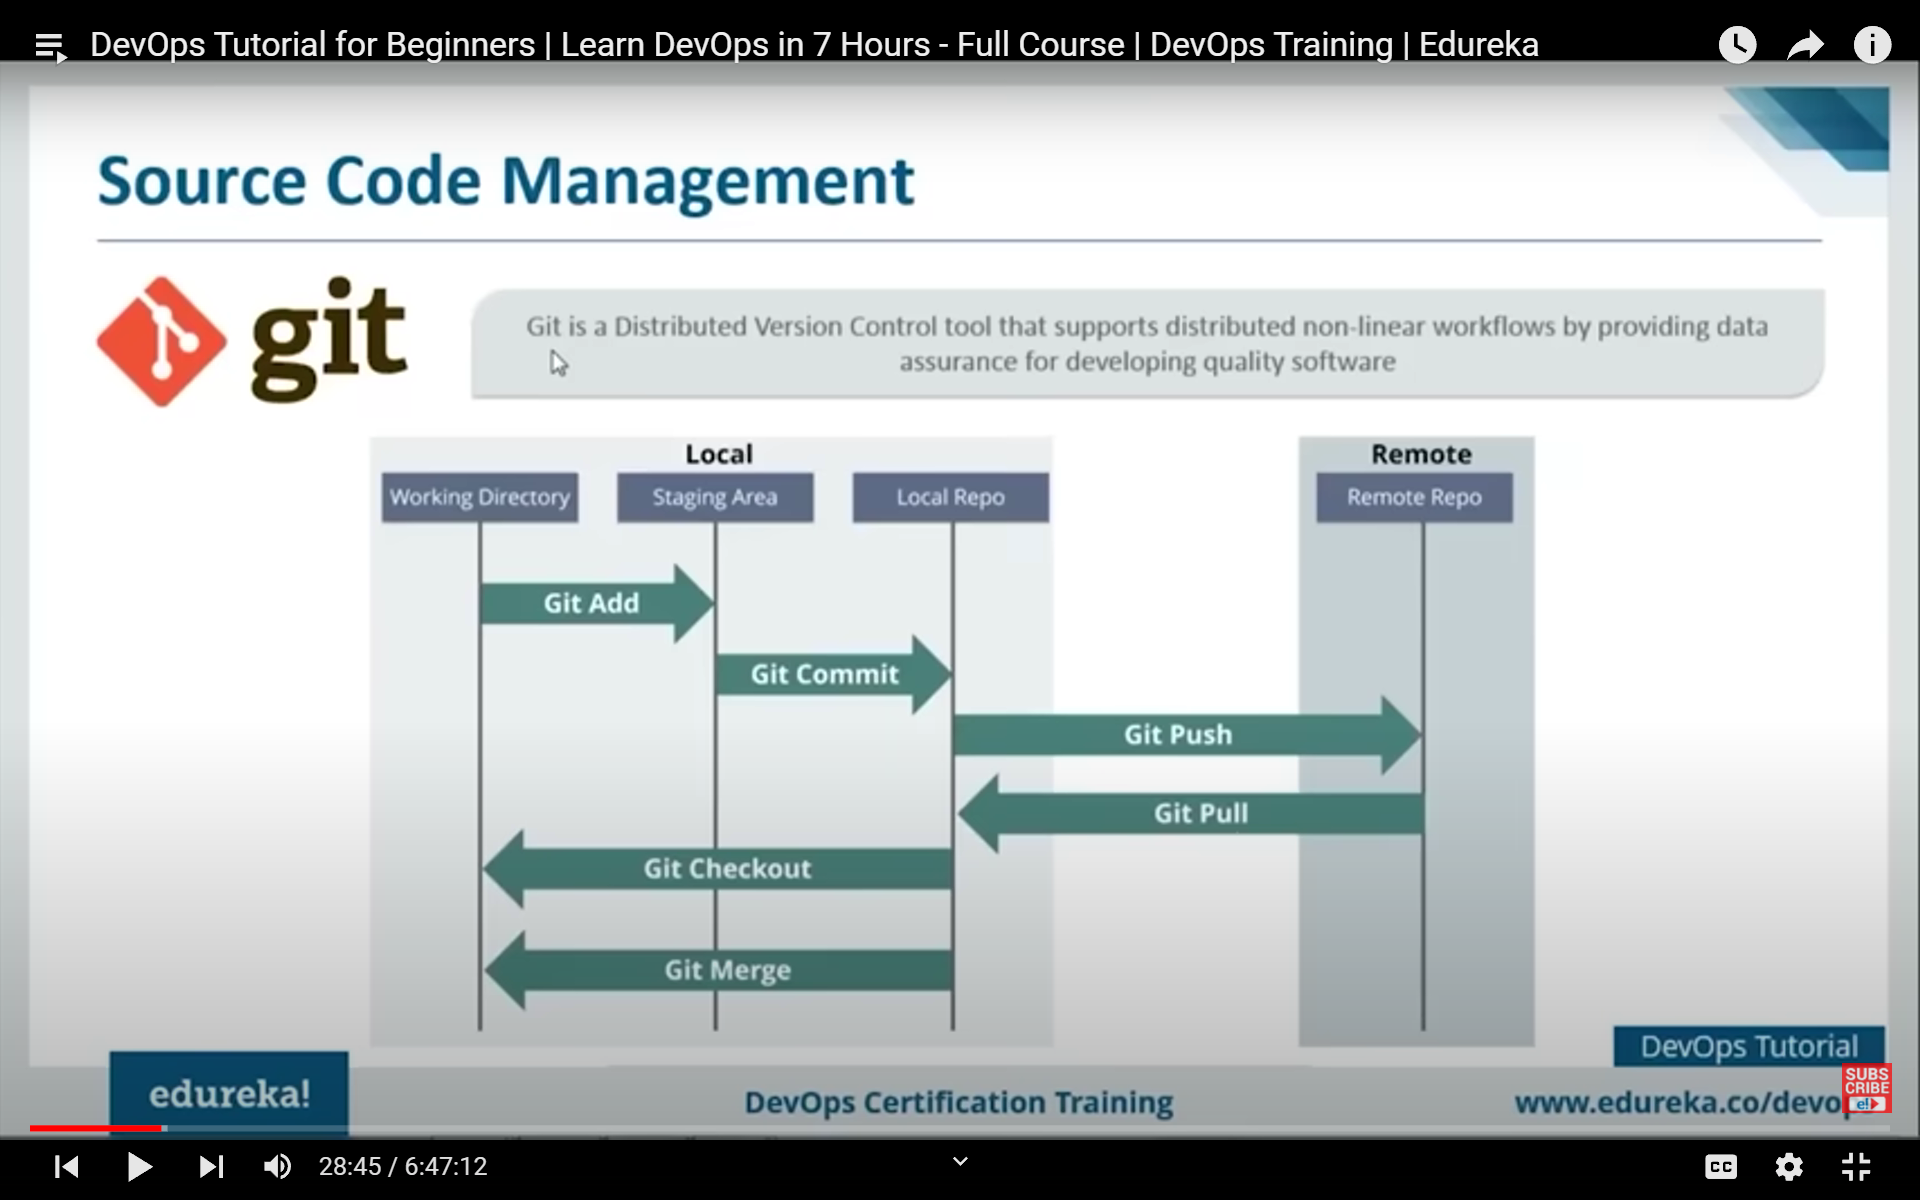 DevOps Tutorial for Beginners | Learn DevOps in 7 Hours - Full Course | DevOps Training | Edureka
Source Code Management
git
Git is a Distributed Version Control tool that supports distributed non-linear workflows by providing data
assurance for developing quality software
Local
Remote
Working Directory
Staging Area
Local Repo
Remote Repo
Git Add
Git Commit
Git Push
Git Pull
Git Checkout
Git Merge
DevOps Tutorial
edureka!
DevOps Certification Training
www.edureka.co/devop
SUBS
CRIBE
e!
28:45 / 6:47:12
CC